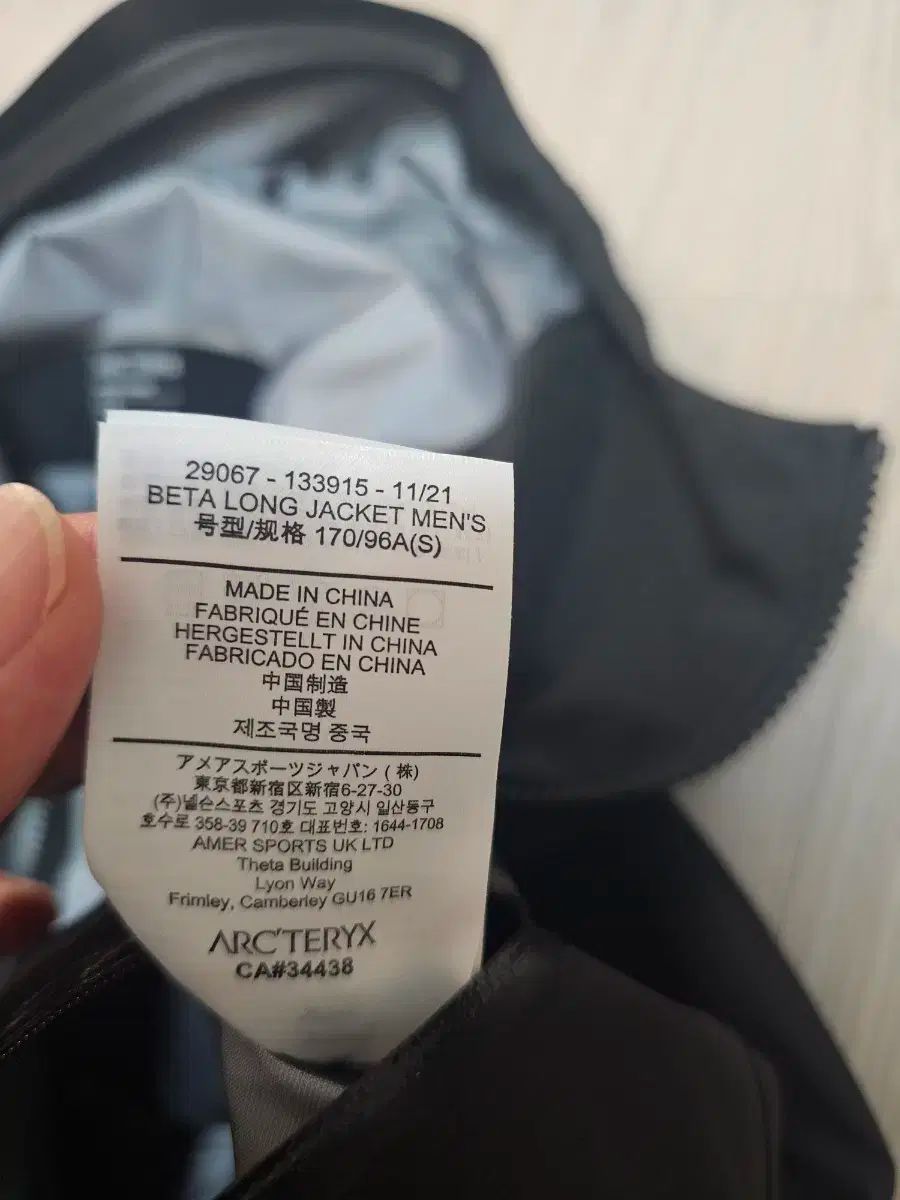 29067 - 133915 - 11/21
BETA LONG JACKET MEN'S
号型/规格 170/96A(S)
MADE IN CHINA
FABRIQUÉ EN CHINE
HERGESTELLT IN CHINA
FABRICADO EN CHINA
中国制造
中国製
제조국명 중국
アメアスポーツジャパン (株)
東京都新宿区新宿6-27-30
(주)넬슨스포츠 경기도 고양시 일산동구
호수로 358-39 710호 대표번호: 1644-1708
AMER SPORTS UK LTD
Theta Building
Lyon Way
Frimley, Camberley GU16 7ER
ARC'TERYX
CA#34438